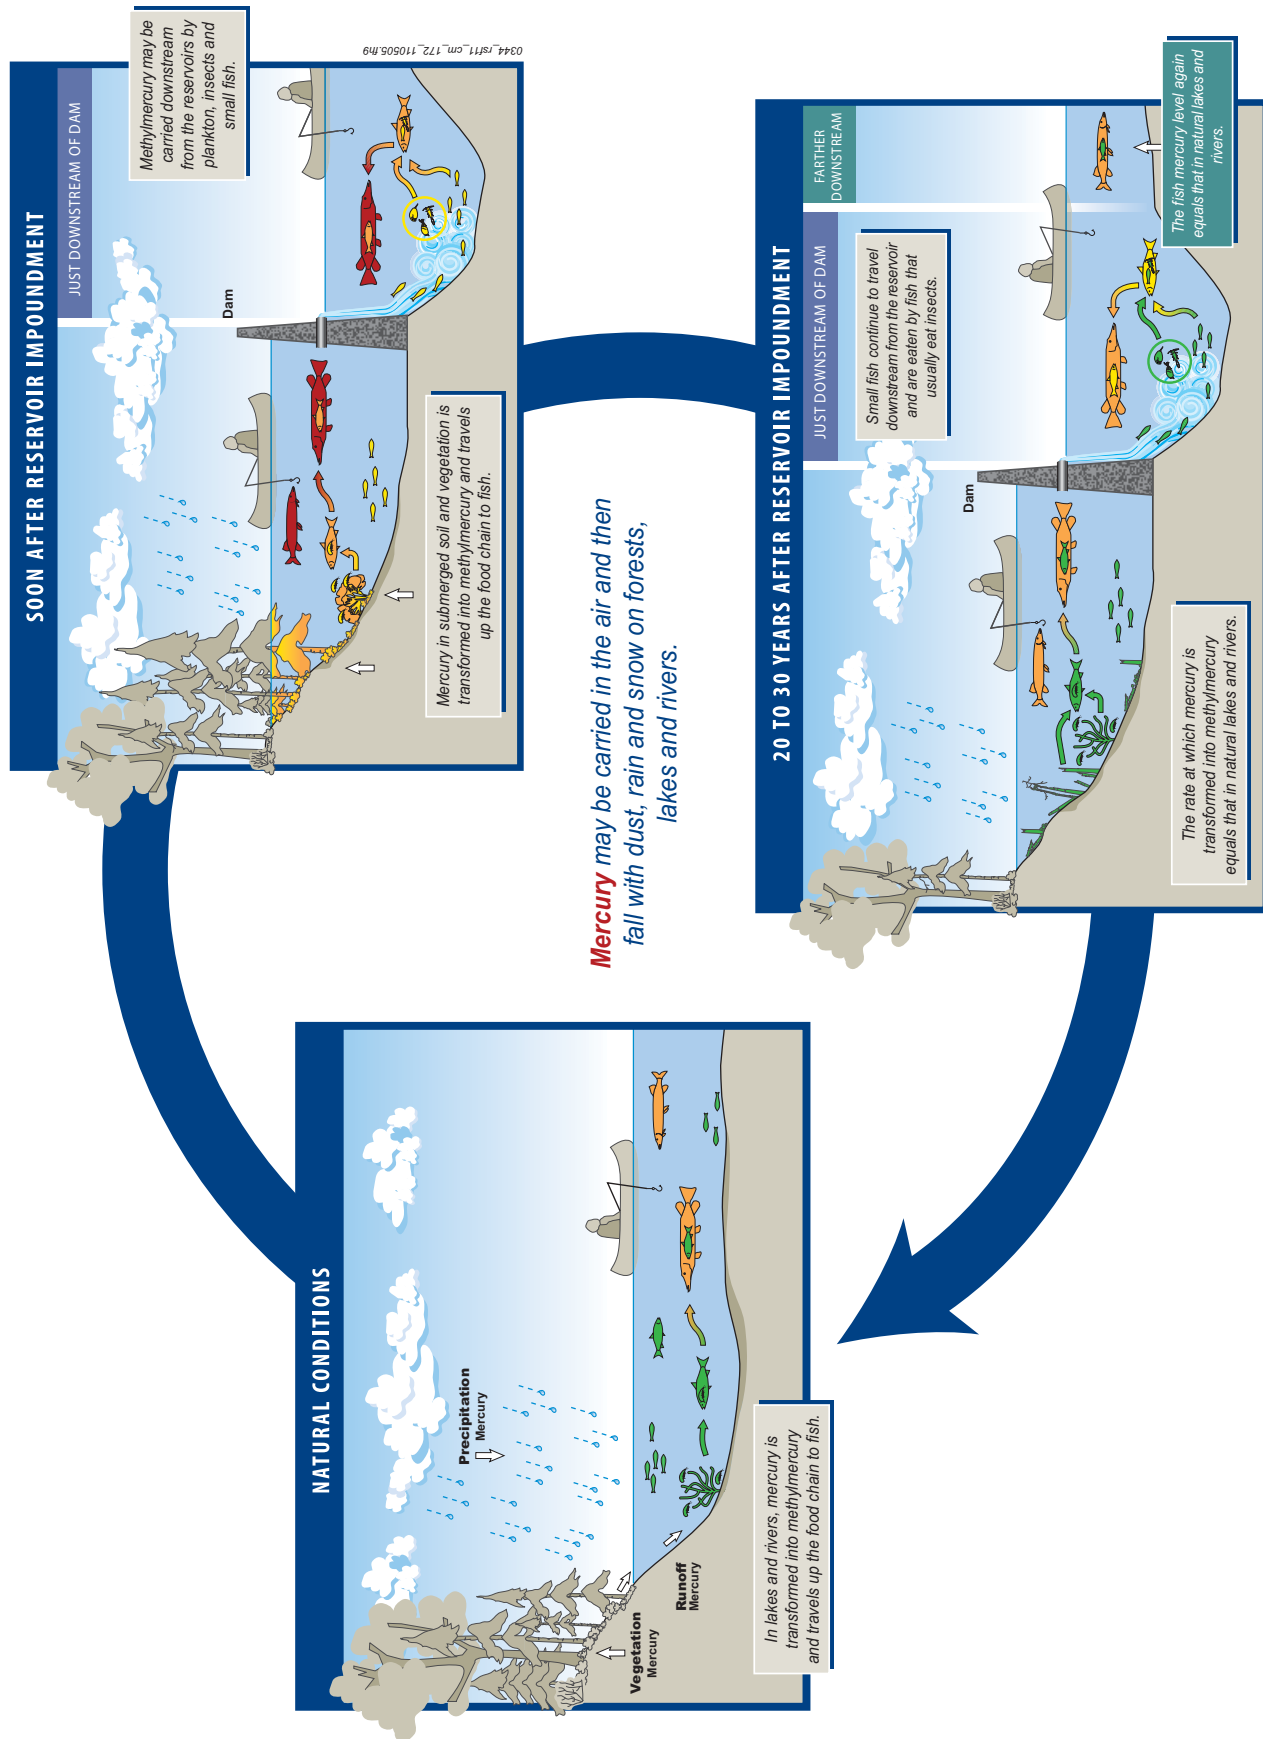 NATURAL CONDITIONS
Precipitation
Mercury
Vegetation
Mercury
Runoff
Mercury
In lakes and rivers, mercury is
transformed into methylmercury
and travels up the food chain to fish.
SOON AFTER RESERVOIR IMPOUNDMENT
JUST DOWNSTREAM OF DAM
Methylmercury may be
carried downstream
from the reservoirs by
plankton, insects and
small fish.
Dam
Mercury in submerged soil and vegetation is
transformed into methylmercury and travels
up the food chain to fish.
0344_rsf11_cm_172_110505.fh9
Mercury may be carried in the air and then
fall with dust, rain and snow on forests,
lakes and rivers.
20 TO 30 YEARS AFTER RESERVOIR IMPOUNDMENT
JUST DOWNSTREAM OF DAM
FARTHER
DOWNSTREAM
Small fish continue to travel
downstream from the reservoir
and are eaten by fish that
usually eat insects.
Dam
The rate at which mercury is
transformed into methylmercury
equals that in natural lakes and rivers.
The fish mercury level again
equals that in natural lakes and
rivers.